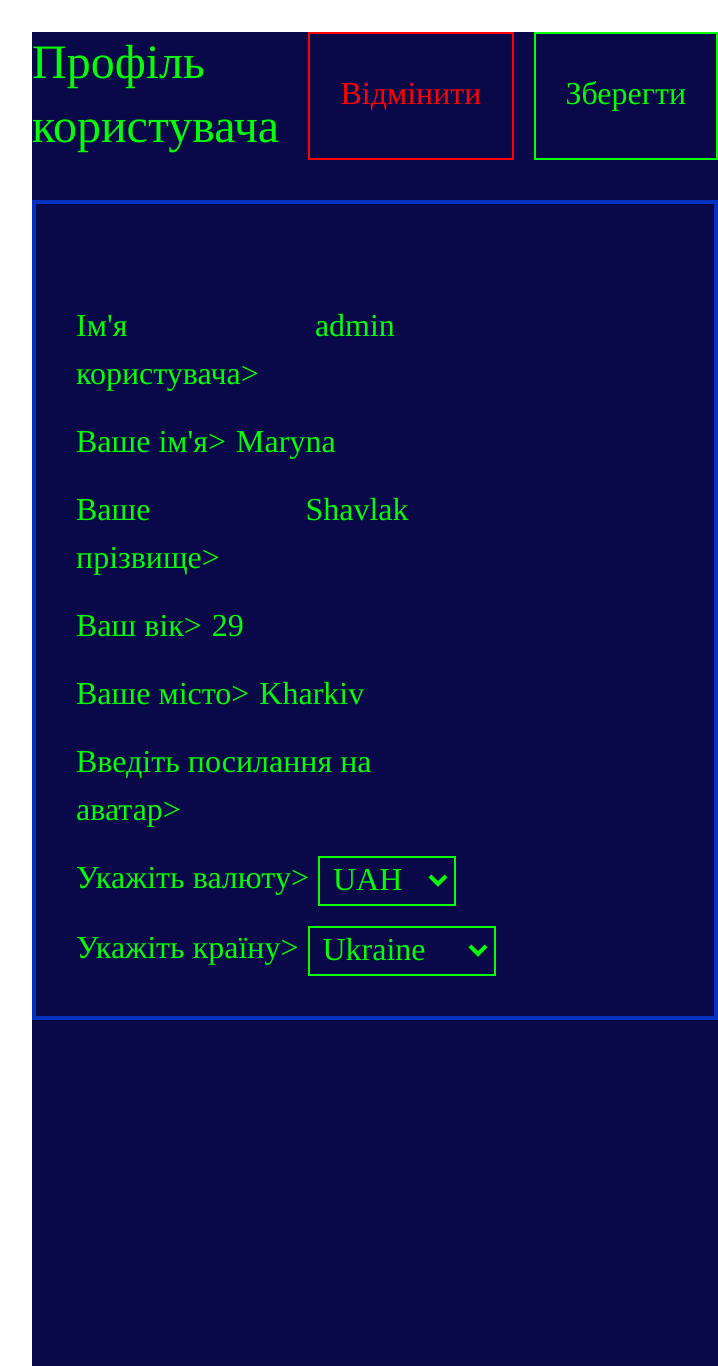 Профіль
користувача
Відмінити
Зберегти
Ім'я
користувача>
admin
Ваше ім'я> Maryna
Ваше
прізвище>
Shavlak
Ваш вік> 29
Ваше місто> Kharkiv
Введіть посилання на
аватар>
Укажіть валюту> UAH
Укажіть країну> Ukraine